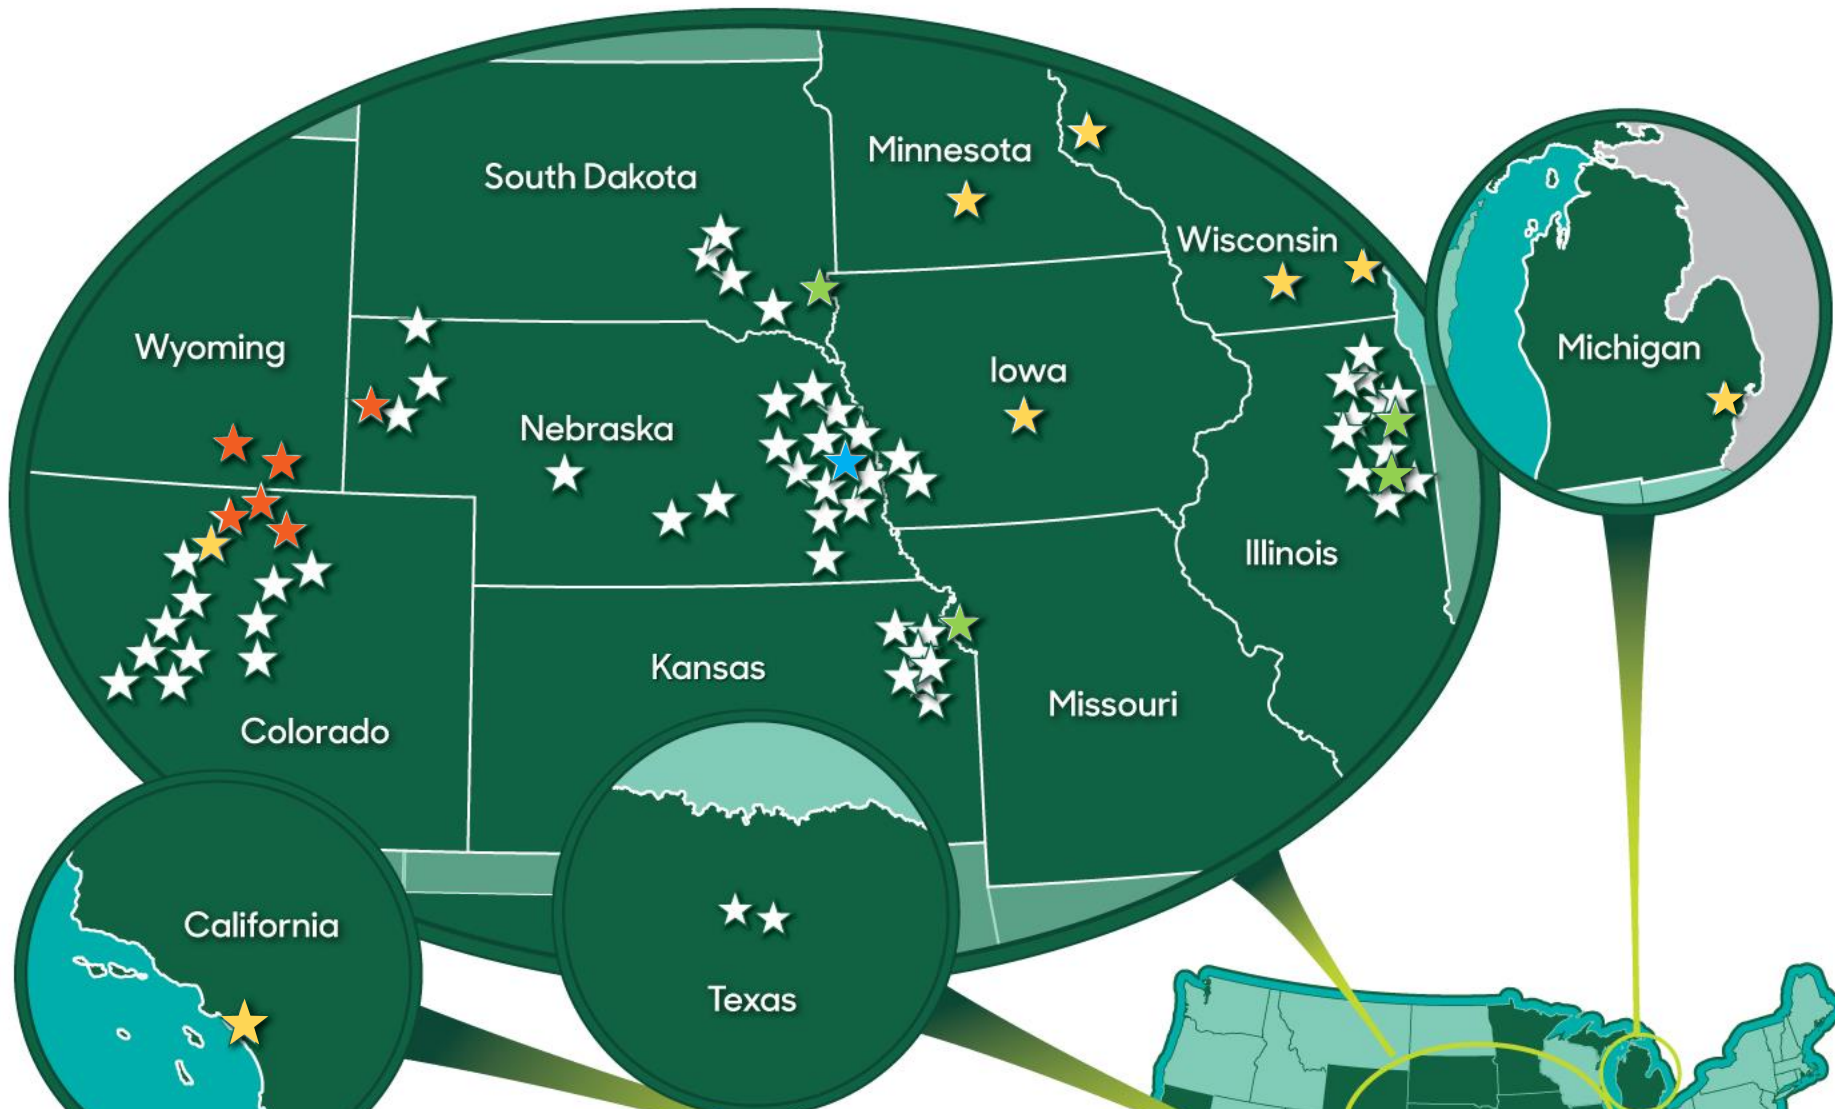 Minnesota
South Dakota
Wisconsin
Wyoming
Michigan
Iowa
Nebraska
Illinois
Kansas
Missouri
Colorado
California
Texas